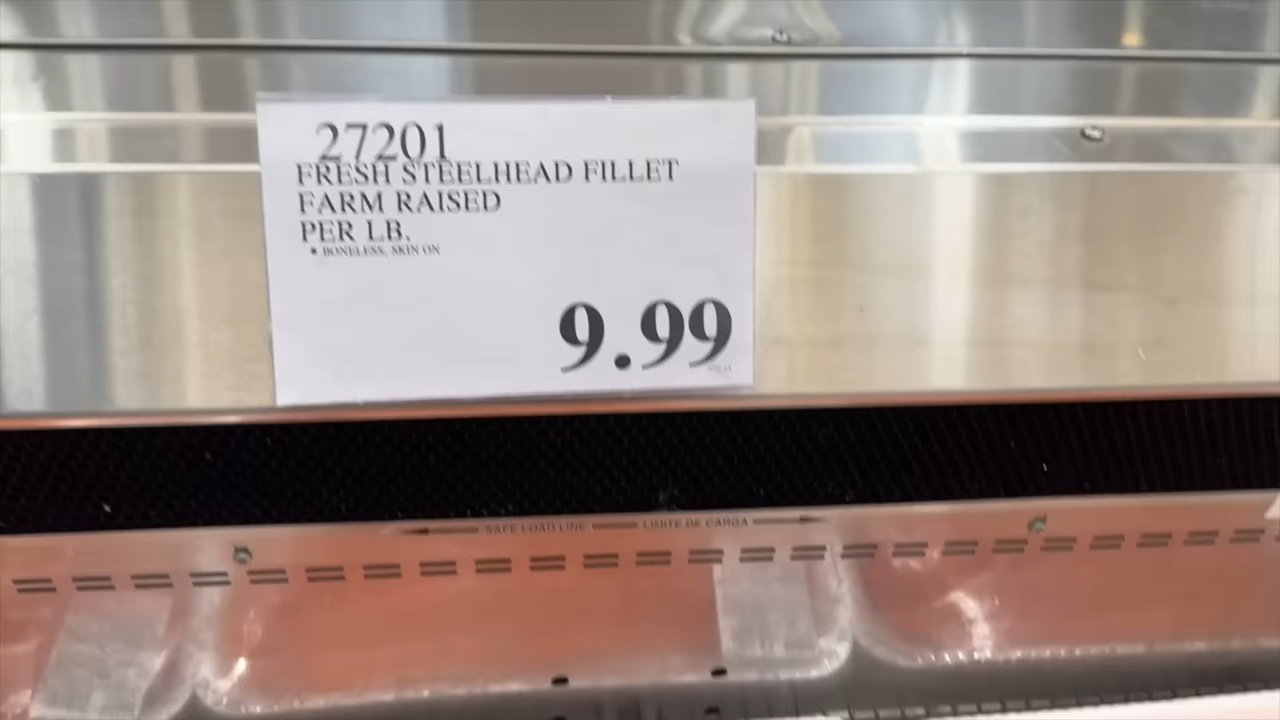 27201
FRESH STEELHEAD FILLET
FARM RAISED
PER LB.
* BONELESS, SKIN ON
9.99
SAFE LOAD LINE LIMITE DE CARGA